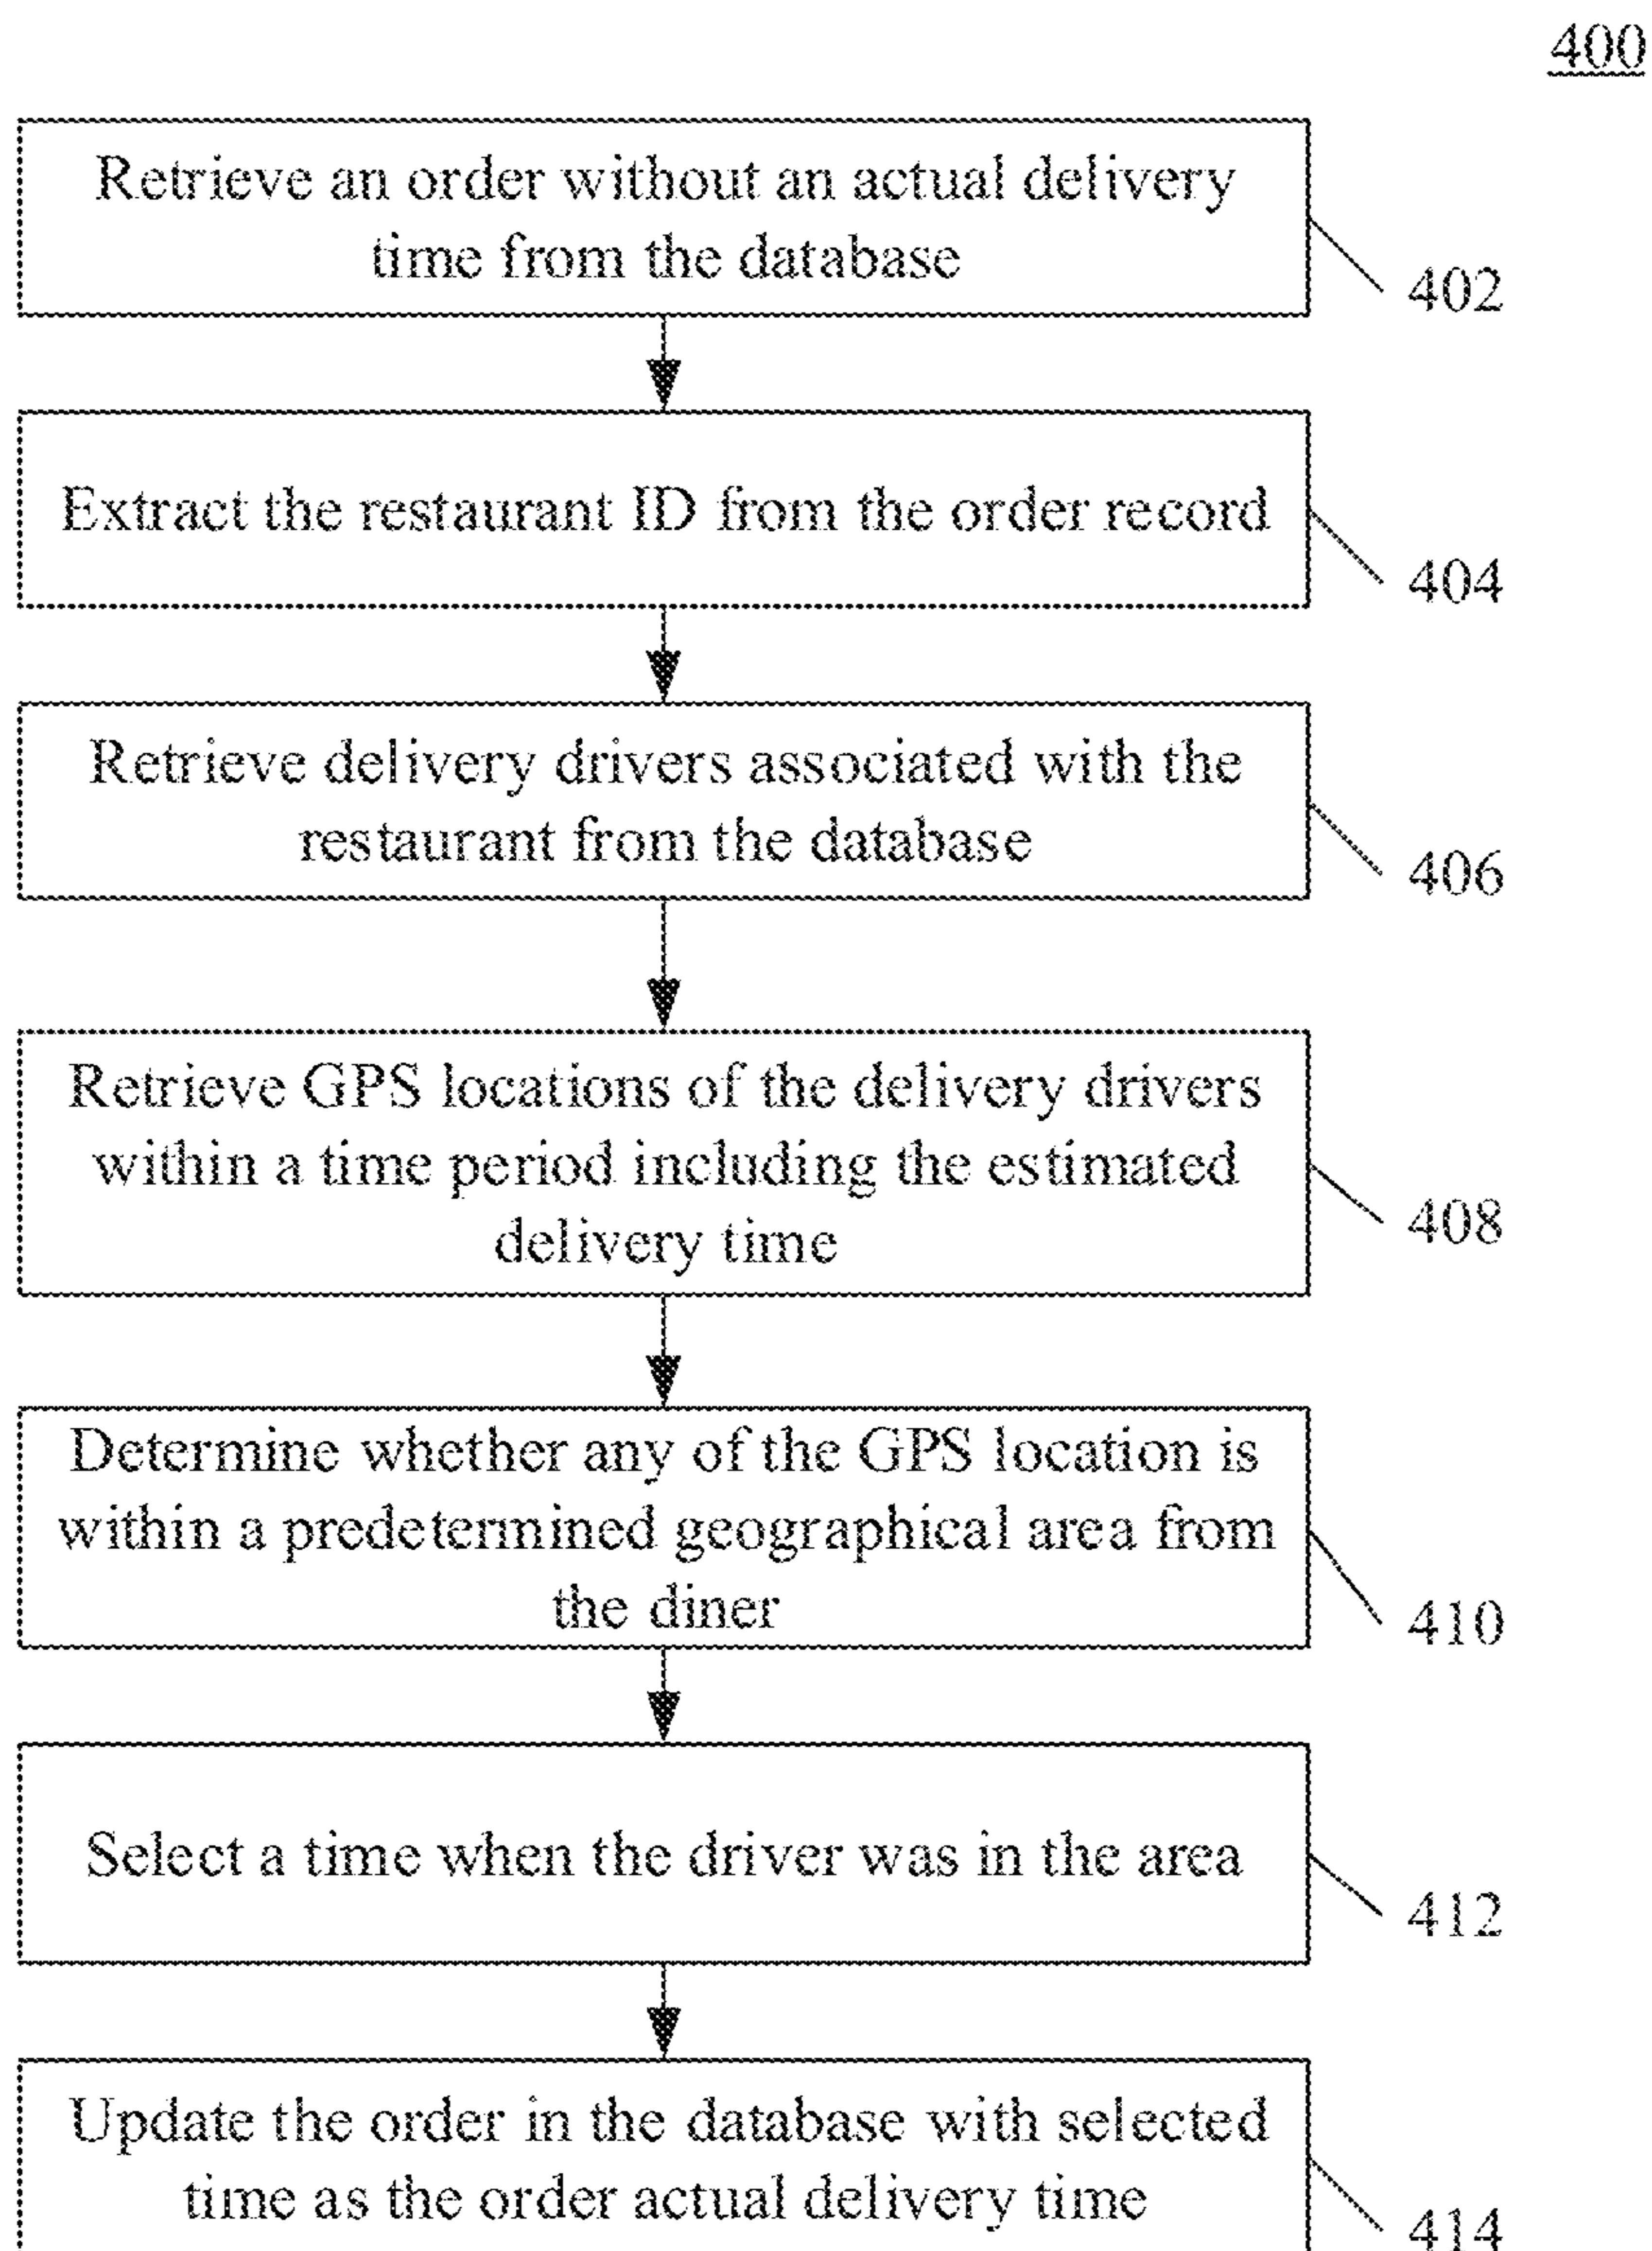 400
Retrieve an order without an actual delivery
time from the database
402
Extract the restaurant ID from the order record
404
Retrieve delivery drivers associated with the
restaurant from the database
406
Retrieve GPS locations of the delivery drivers
within a time period including the estimated
delivery time
408
Determine whether any of the GPS location is
within a predetermined geographical area from
the diner
410
Select a time when the driver was in the area
412
Update the order in the database with selected
time as the order actual delivery time
414